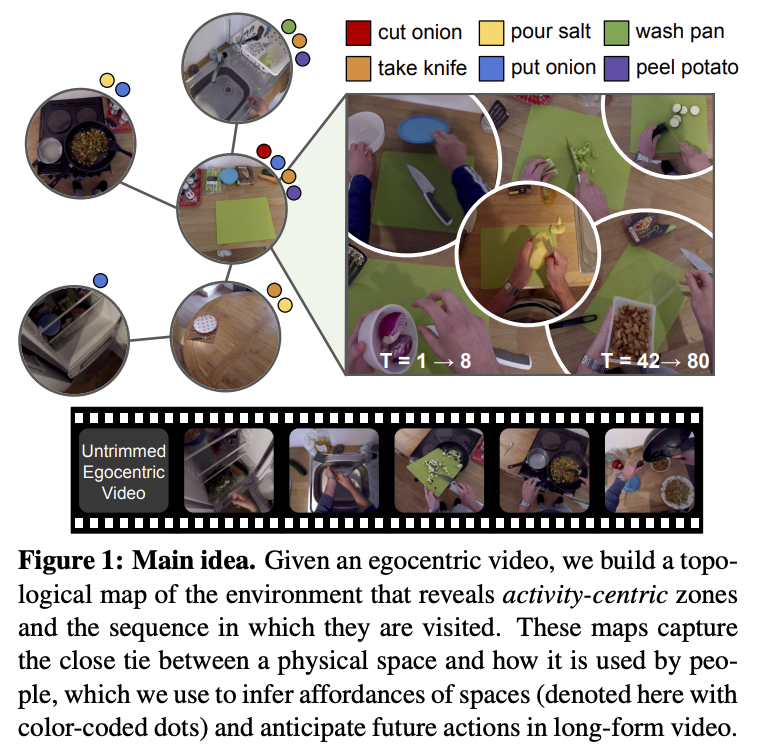 cut onion pour salt wash pan
take knife put onion peel potato
T = 1 → 8 T = 42→ 80
Untrimmed
Egocentric
Video
Figure 1: Main idea. Given an egocentric video, we build a topo-
logical map of the environment that reveals activity-centric zones
and the sequence in which they are visited. These maps capture
the close tie between a physical space and how it is used by peo-
ple, which we use to infer affordances of spaces (denoted here with
color-coded dots) and anticipate future actions in long-form video.